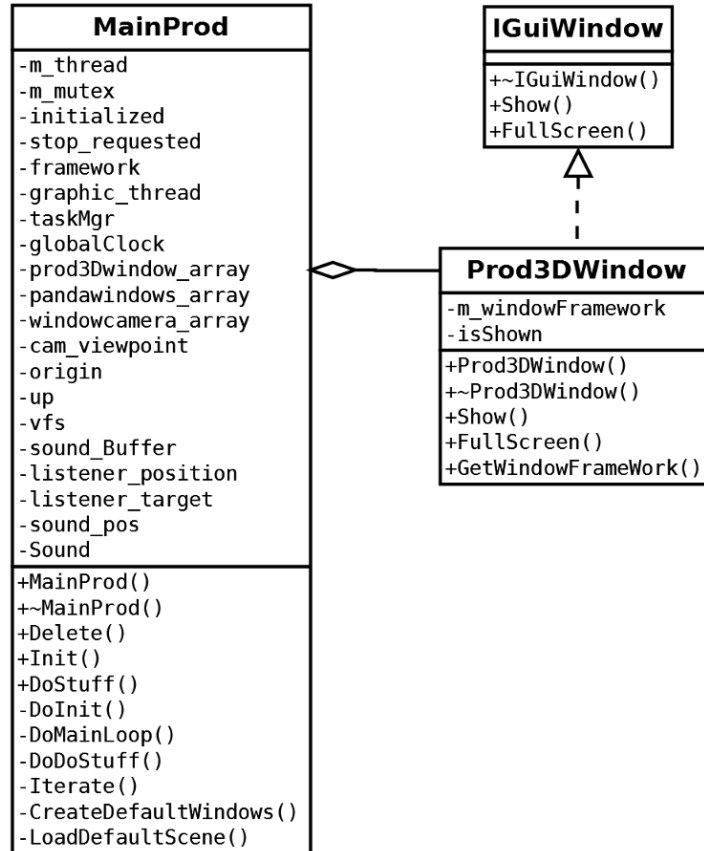 MainProd
-m_thread
-m_mutex
-initialized
-stop_requested
-framework
-graphic_thread
-taskMgr
-globalClock
-prod3Dwindow_array
-pandawindows_array
-windowcamera_array
-cam_viewpoint
-origin
-up
-vfs
-sound_Buffer
-listener_position
-listener_target
-sound_pos
-Sound
+MainProd()
+~MainProd()
+Delete()
+Init()
+DoStuff()
-DoInit()
-DoMainLoop()
-DoDoStuff()
-Iterate()
-CreateDefaultWindows()
-LoadDefaultScene()
IGuiWindow
+~IGuiWindow()
+Show()
+FullScreen()
Prod3DWindow
-m_windowFramework
-isShown
+Prod3DWindow()
+~Prod3DWindow()
+Show()
+FullScreen()
+GetWindowFrameWork()